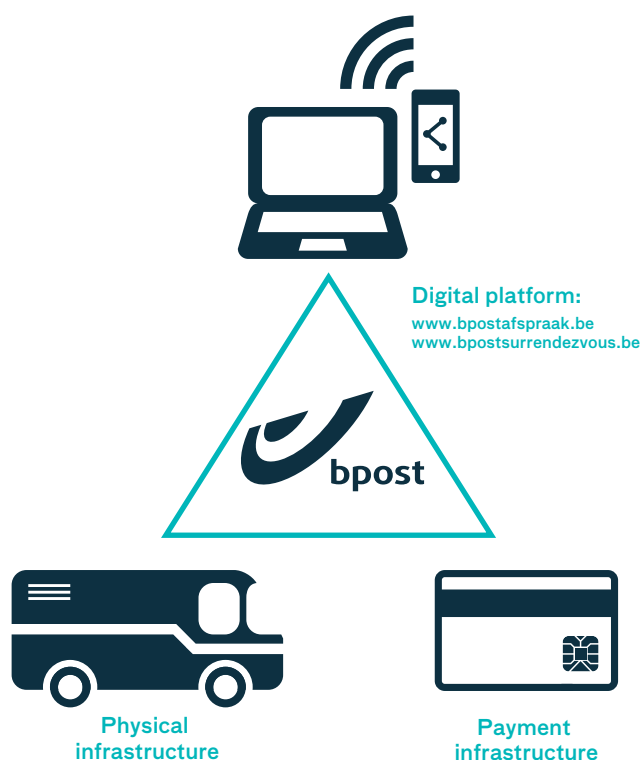 Digital platform:
www.bpostafspraak.be
www.bpostsurrendezvous.be
bpost
Physical
infrastructure
Payment
infrastructure